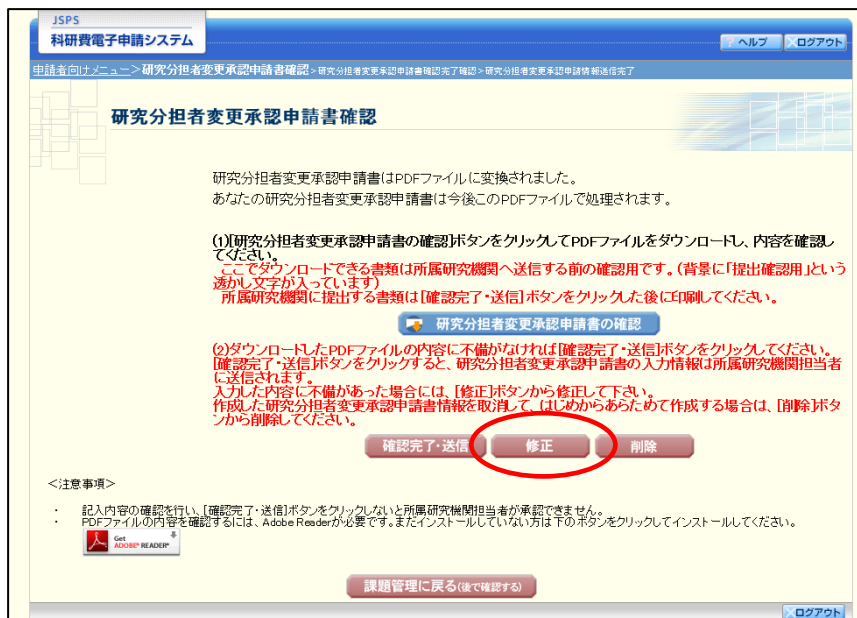 JSPS
科研費電子申請システム
ヘルプ
ログアウト
申請者向けメニュー>研究分担者変更承認申請書確認>研究分担者変更承認申請書確認完了確認>研究分担者変更承認申請情報送信完了
研究分担者変更承認申請書確認
研究分担者変更承認申請書はPDFファイルに変換されました。
あなたの研究分担者変更承認申請書は今後このPDFファイルで処理されます。
(1)[研究分担者変更承認申請書の確認]ボタンをクリックしてPDFファイルをダウンロードし、内容を確認し
てください。
ここでダウンロードできる書類は所属研究機関へ送信する前の確認用です。(背景に「提出確認用」という
透かし文字が入っています)
所属研究機関に提出する書類は[確認完了・送信]ボタンをクリックした後に印刷してください。
研究分担者変更承認申請書の確認
(2)ダウンロードしたPDFファイルの内容に不備がなければ[確認完了・送信]ボタンをクリックしてください。
[確認完了・送信]ボタンをクリックすると、研究分担者変更承認申請書の入力情報は所属研究機関担当者
に送信されます。
入力した内容に不備があった場合には、[修正]ボタンから修正して下さい。
作成した研究分担者変更承認申請書情報を取消して、はじめからあらためて作成する場合は、[削除]ボタ
ンから削除してください。
確認完了・送信
修正
削除
<注意事項>
・ 記入内容の確認を行い、[確認完了・送信]ボタンをクリックしないと所属研究機関担当者が承認できません。
・ PDFファイルの内容を確認するには、Adobe Readerが必要です。まだインストールしていない方は下のボタンをクリックしてインストールしてください。
Get
ADOBE® READER®
課題管理に戻る(後で確認する)
ログアウト